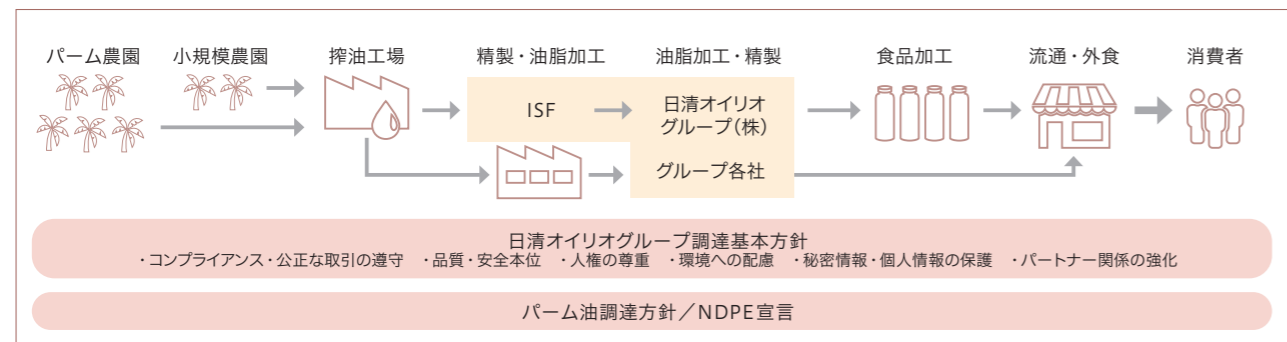 パーム農園
小規模農園
搾油工場
精製・油脂加工
油脂加工・精製
食品加工
流通・外食
消費者
ISF
日清オイリオ
グループ(株)
グループ各社
日清オイリオグループ調達基本方針
・コンプライアンス・公正な取引の遵守 ・品質・安全本位 ・人権の尊重 ・環境への配慮 ・秘密情報・個人情報の保護 ・パートナー関係の強化
パーム油調達方針／NDPE宣言